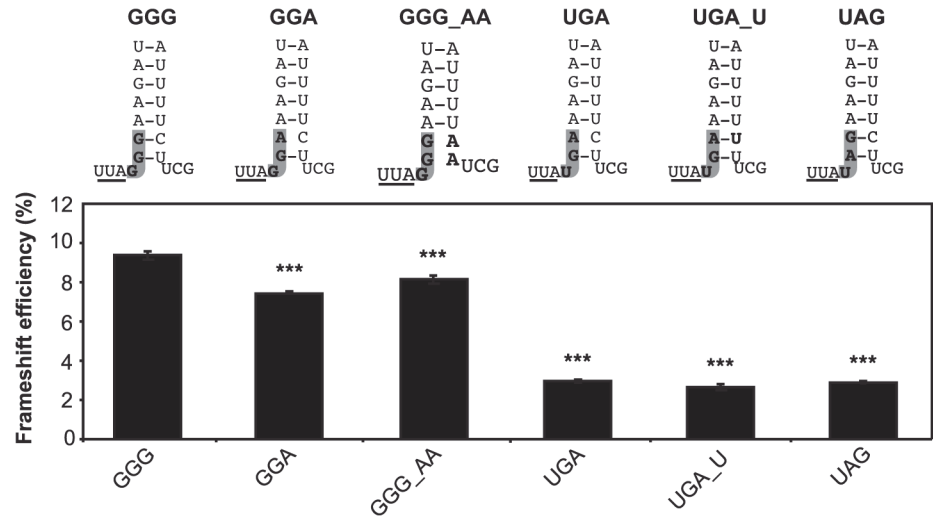 GGG GGA GGG_AA UGA UGA_U UAG
U–A U–A U–A U–A U–A U–A
A–U A–U A–U A–U A–U A–U
G–U G–U G–U G–U G–U G–U
A–U A–U A–U A–U A–U A–U
A–U A–U A–U A–U A–U A–U
G–C A C G A A C A–U G–C
G–U G–U G A G–U G–U A–U
UUAG UCG UUAG UCG UUAG UCG UUAU UCG UUAU UCG UUAU UCG
Frameshift efficiency (%)
12
10
8
6
4
2
0
*** *** *** *** ***
GGG GGA GGG_AA UGA UGA_U UAG